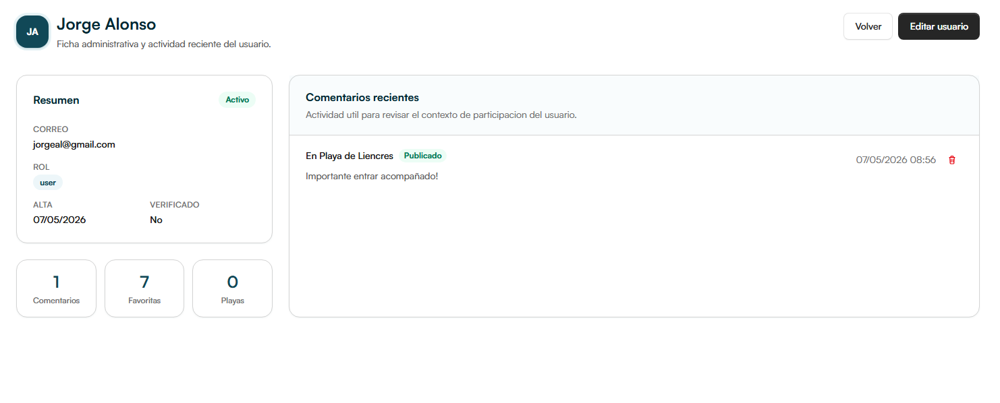 JA
Jorge Alonso
Ficha administrativa y actividad reciente del usuario.
Volver
Editar usuario
Resumen
Activo
CORREO
jorgeal@gmail.com
ROL
user
ALTA
VERIFICADO
07/05/2026
No
1
Comentarios
7
Favoritas
0
Playas
Comentarios recientes
Actividad util para revisar el contexto de participacion del usuario.
En Playa de Liencres Publicado
07/05/2026 08:56
Importante entrar acompañado!